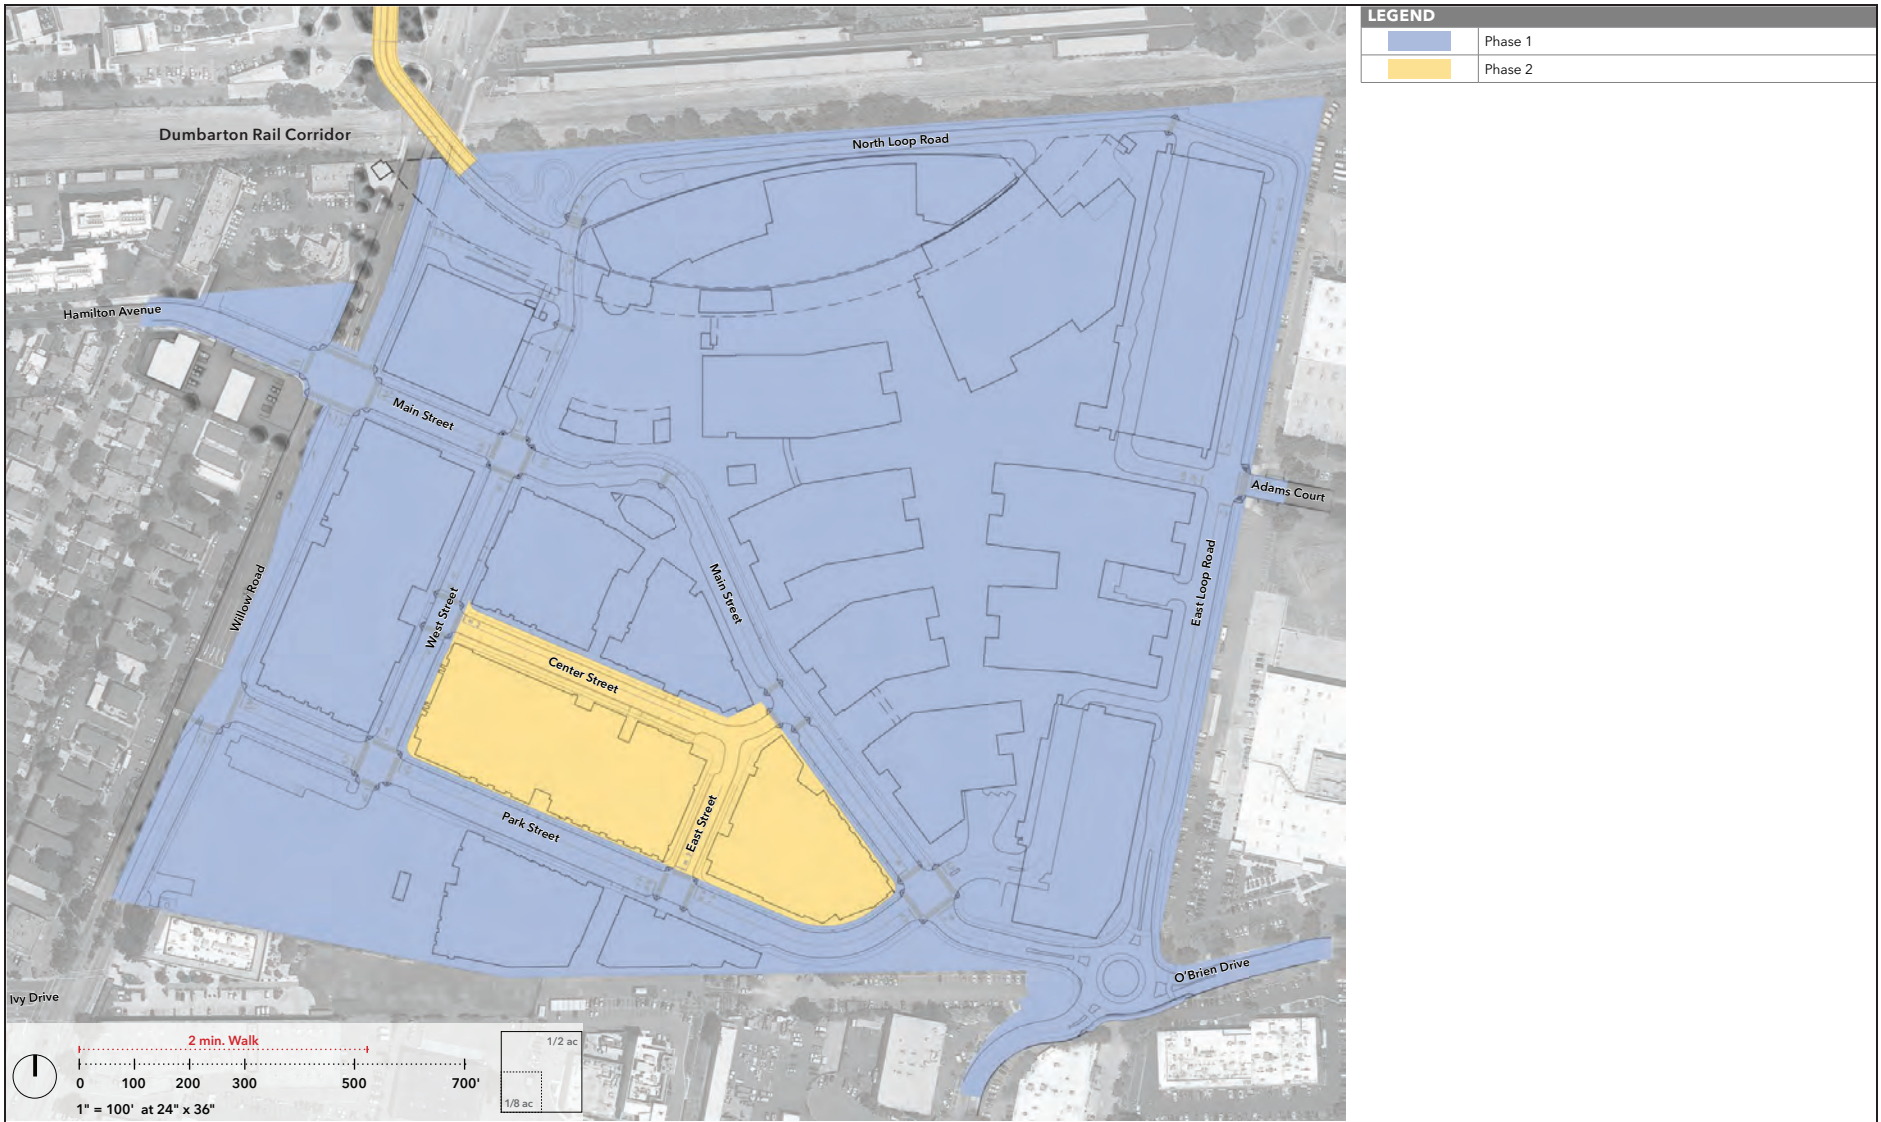 LEGEND
Phase 1
Phase 2
Dumbarton Rail Corridor
North Loop Road
Hamilton Avenue
Main Street
Adams Court
Willow Road
West Street
Main Street
East Loop Road
Center Street
Park Street
East Street
O'Brien Drive
Ivy Drive
2 min. Walk
0 100 200 300 500 700'
1" = 100' at 24" x 36"
1/2 ac
1/8 ac